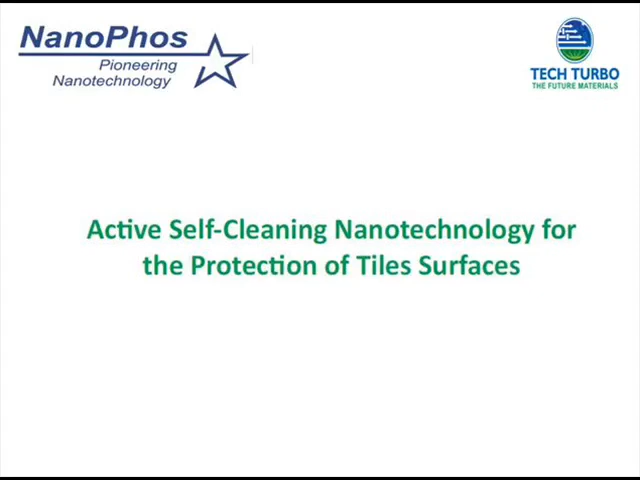 NanoPhos
Pioneering
Nanotechnology
TECH TURBO
THE FUTURE MATERIALS
Active Self-Cleaning Nanotechnology for
the Protection of Tiles Surfaces